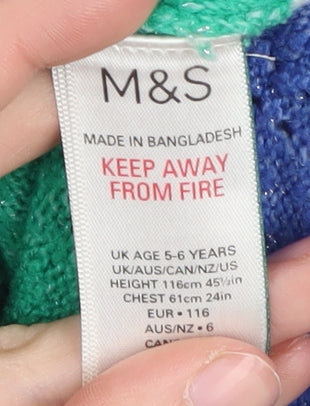 M&S
MADE IN BANGLADESH
KEEP AWAY
FROM FIRE
UK AGE 5-6 YEARS
UK/AUS/CAN/NZ/US
HEIGHT 116cm 45½in
CHEST 61cm 24in
EUR • 116
AUS/NZ • 6